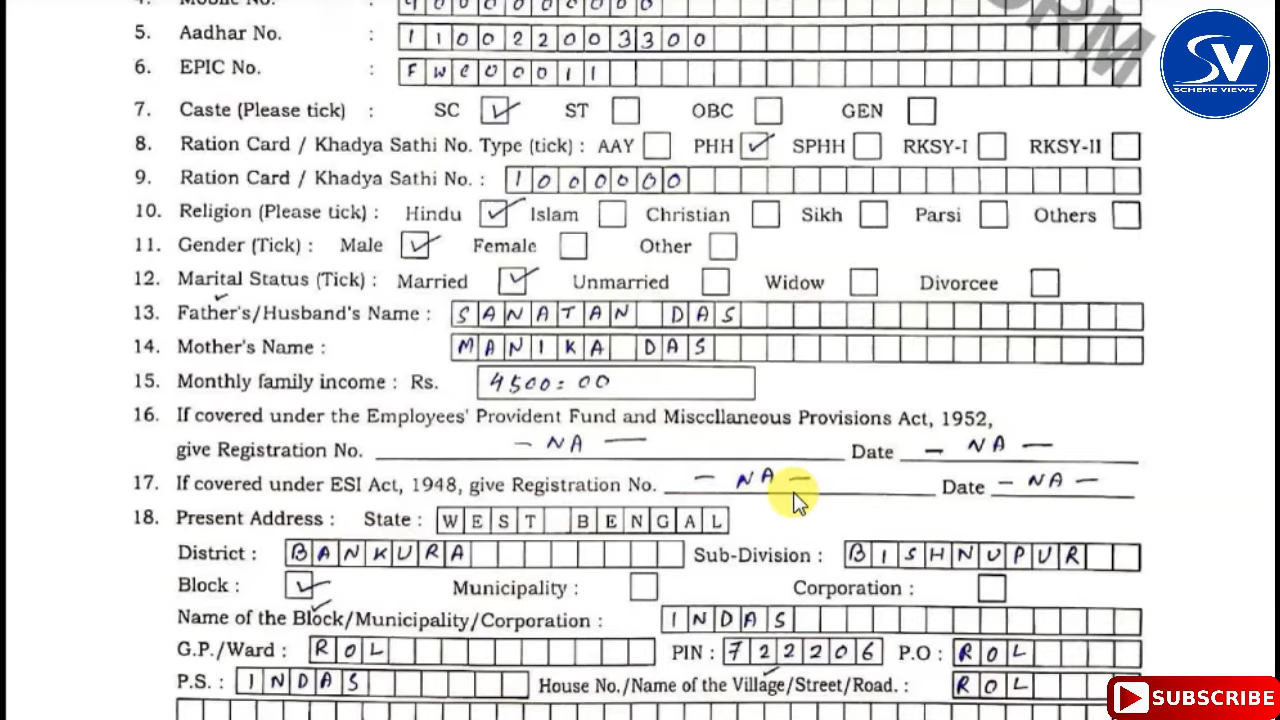 4. Mobile No. :
5. Aadhar No. : 110022003300
6. EPIC No. : FWC00011
7. Caste (Please tick) : SC ✓ ST OBC GEN
8. Ration Card / Khadya Sathi No. Type (tick) : AAY PHH ✓ SPHH RKSY-I RKSY-II
9. Ration Card / Khadya Sathi No. : 1000000
10. Religion (Please tick) : Hindu ✓ Islam Christian Sikh Parsi Others
11. Gender (Tick) : Male ✓ Female Other
12. Marital Status (Tick) : Married ✓ Unmarried Widow Divorcee
13. Father's/Husband's Name : SANATAN DAS
14. Mother's Name : MANIKA DAS
15. Monthly family income : Rs. 4500=00
16. If covered under the Employees' Provident Fund and Miscellaneous Provisions Act, 1952,
give Registration No. — NA — Date — NA —
17. If covered under ESI Act, 1948, give Registration No. — NA — Date — NA —
18. Present Address : State : WEST BENGAL
District : BANKURA Sub-Division : BISHNUPUR
Block : ✓ Municipality : Corporation :
Name of the Block/Municipality/Corporation : INDAS
G.P./Ward : ROL PIN : 722206 P.O : ROL
P.S. : INDAS House No./Name of the Village/Street/Road. : ROL
SV
SCHEME VIEWS
SUBSCRIBE